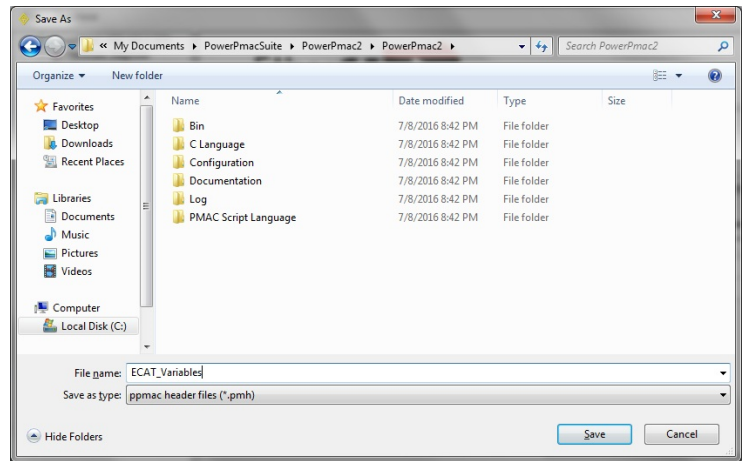 Save As
« My Documents ▸ PowerPmacSuite ▸ PowerPmac2 ▸ PowerPmac2 ▸
Search PowerPmac2
Organize New folder
Favorites
Desktop
Downloads
Recent Places
Libraries
Documents
Music
Pictures
Videos
Computer
Local Disk (C:)
Name Date modified Type Size
Bin 7/8/2016 8:42 PM File folder
C Language 7/8/2016 8:42 PM File folder
Configuration 7/8/2016 8:42 PM File folder
Documentation 7/8/2016 8:42 PM File folder
Log 7/8/2016 8:42 PM File folder
PMAC Script Language 7/8/2016 8:42 PM File folder
File name: ECAT_Variables
Save as type: ppmac header files (*.pmh)
Hide Folders Save Cancel